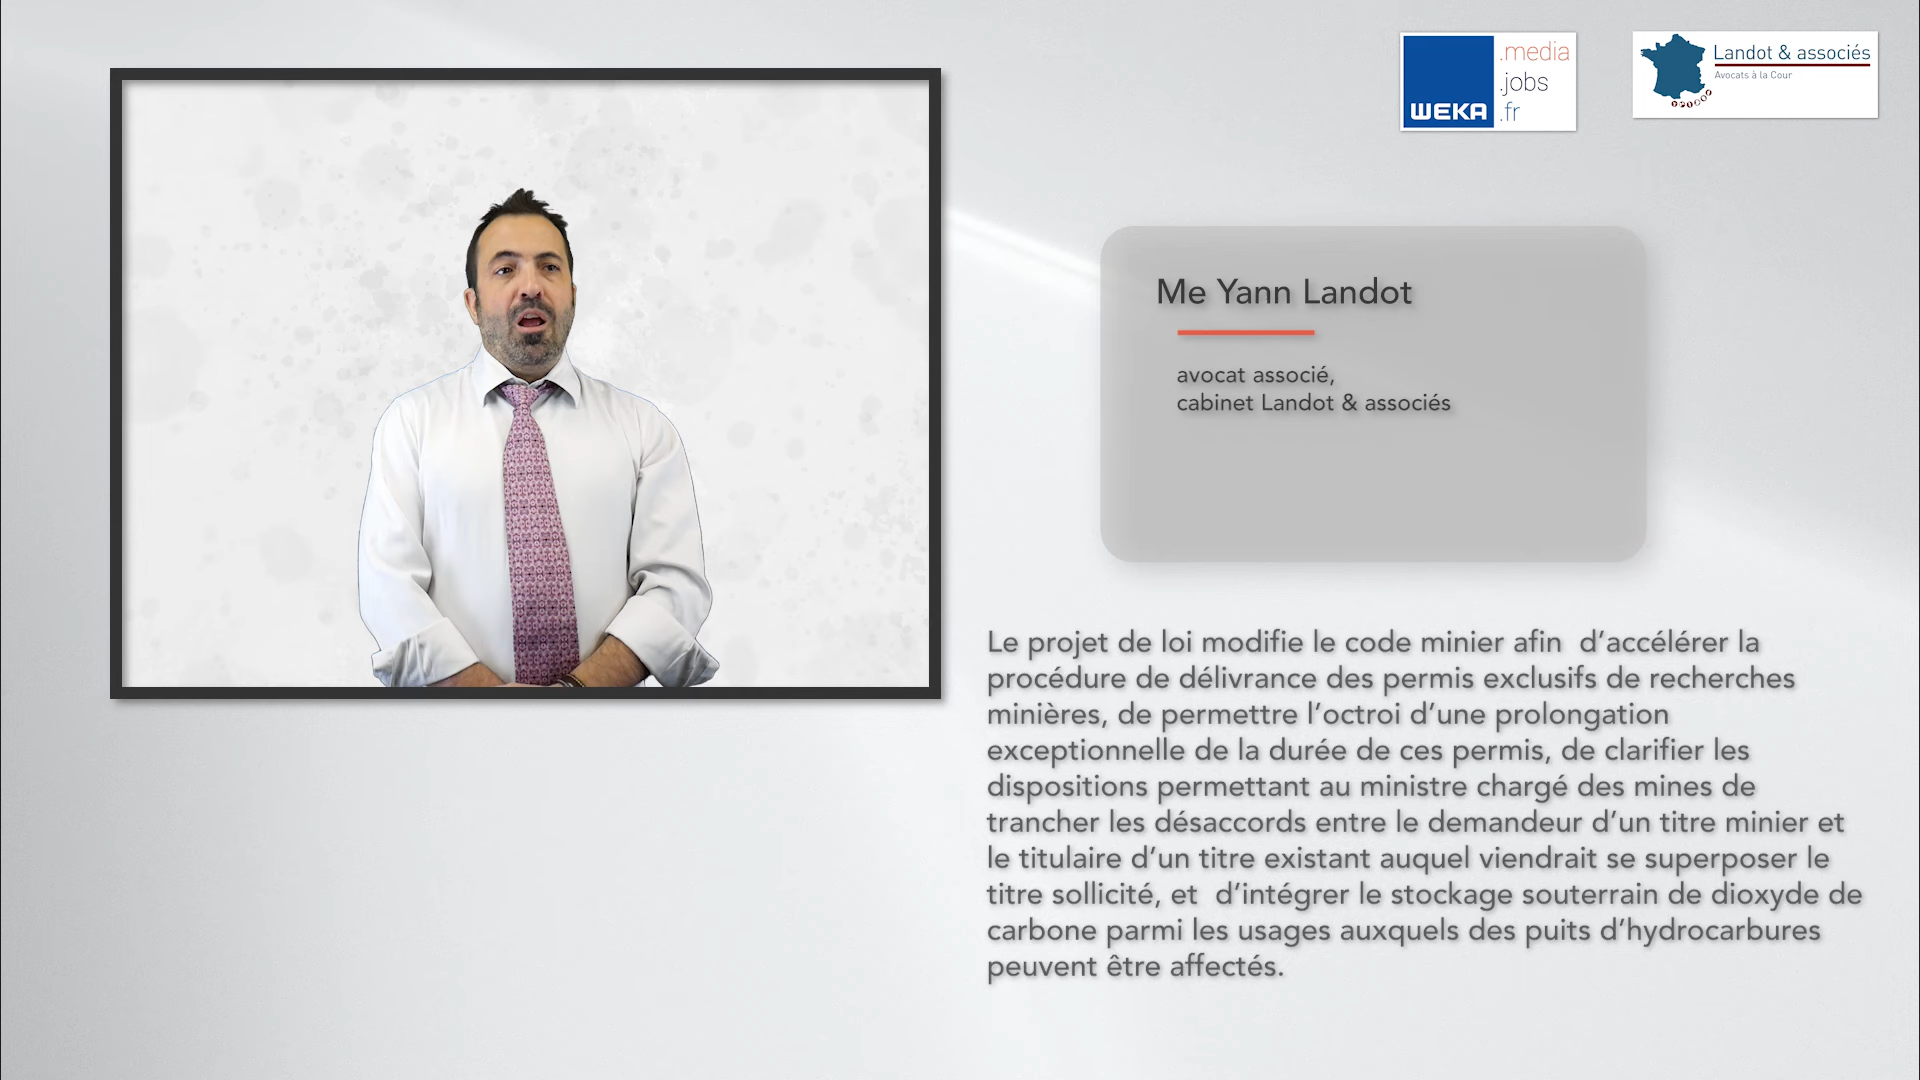 WEKA
.media
.jobs
.fr
Landot & associés
Avocats à la Cour
Me Yann Landot
avocat associé,
cabinet Landot & associés
Le projet de loi modifie le code minier afin  d’accélérer la
procédure de délivrance des permis exclusifs de recherches
minières, de permettre l’octroi d’une prolongation
exceptionnelle de la durée de ces permis, de clarifier les
dispositions permettant au ministre chargé des mines de
trancher les désaccords entre le demandeur d’un titre minier et
le titulaire d’un titre existant auquel viendrait se superposer le
titre sollicité, et  d’intégrer le stockage souterrain de dioxyde de
carbone parmi les usages auxquels des puits d’hydrocarbures
peuvent être affectés.